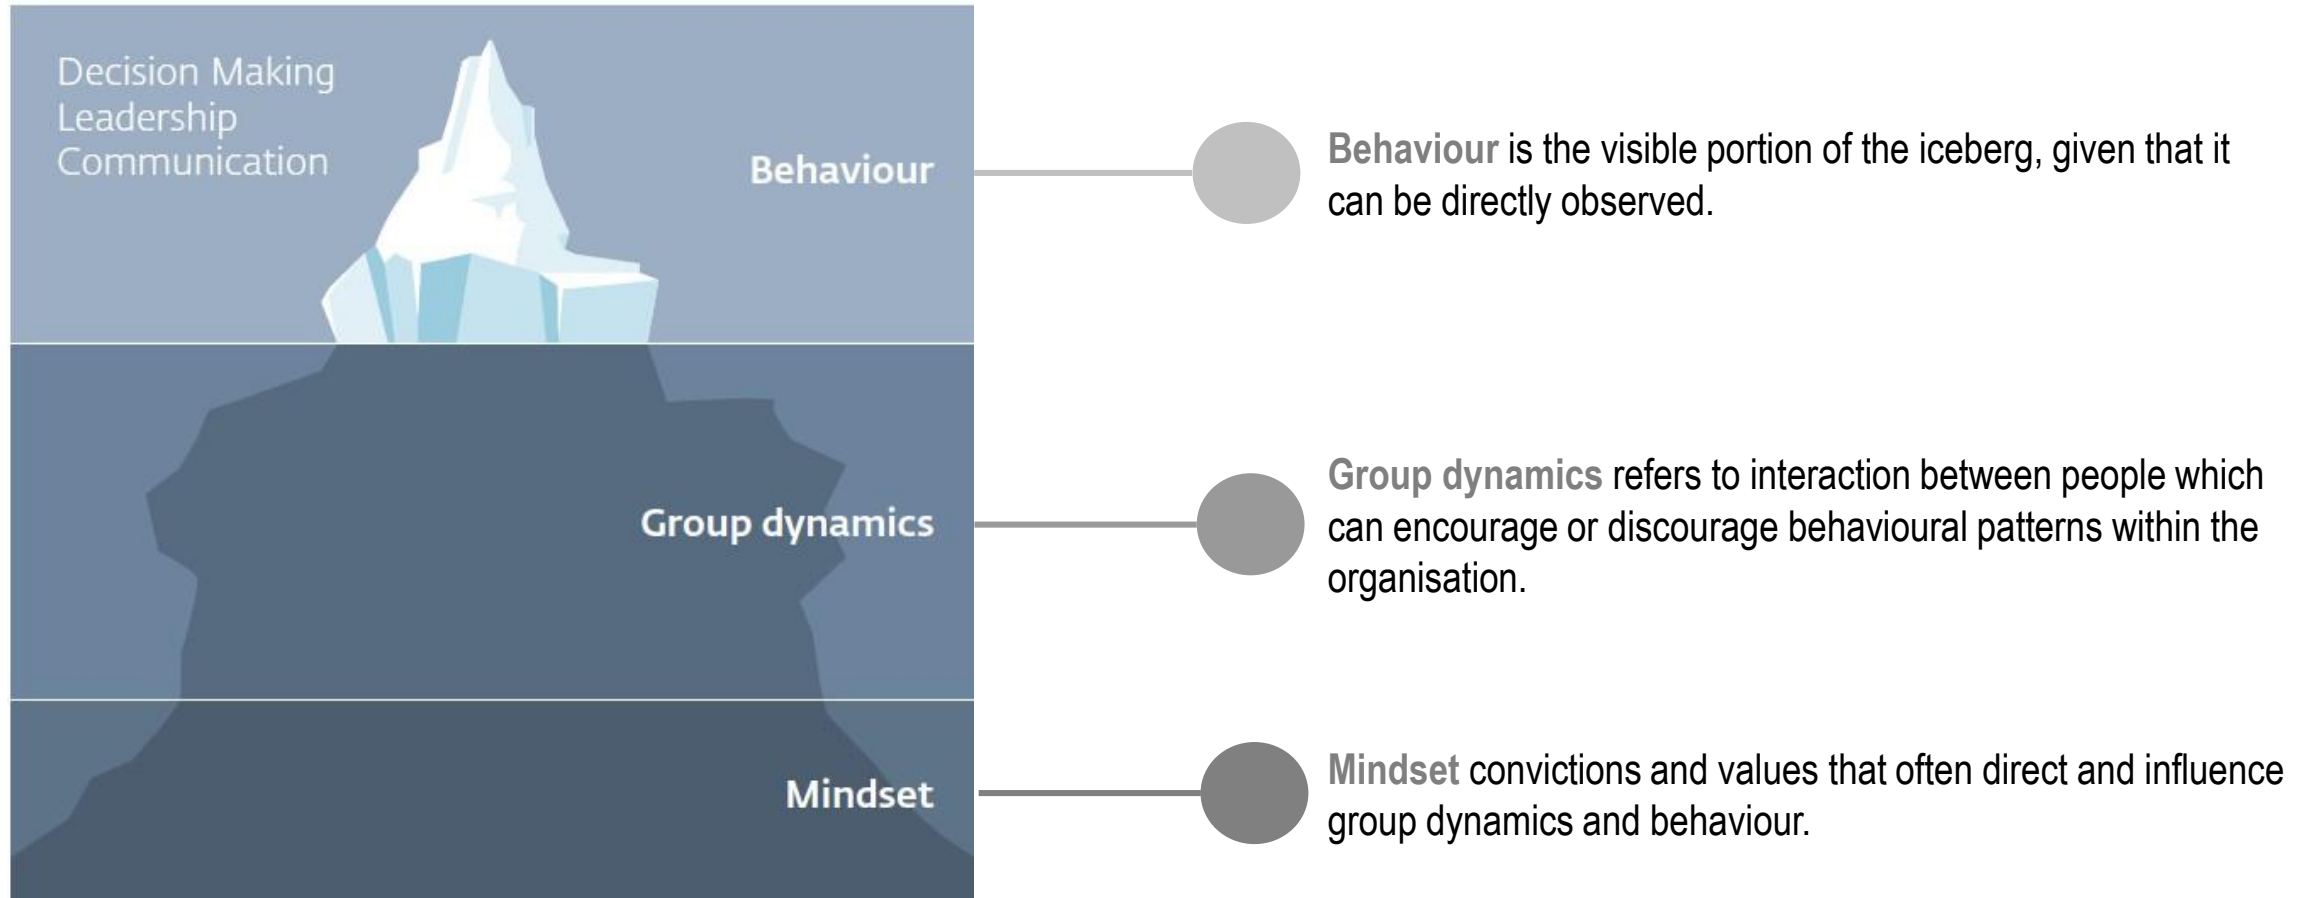 Decision Making
Leadership
Communication
Behaviour
Behaviour is the visible portion of the iceberg, given that it
can be directly observed.
Group dynamics
Group dynamics refers to interaction between people which
can encourage or discourage behavioural patterns within the
organisation.
Mindset
Mindset convictions and values that often direct and influence
group dynamics and behaviour.